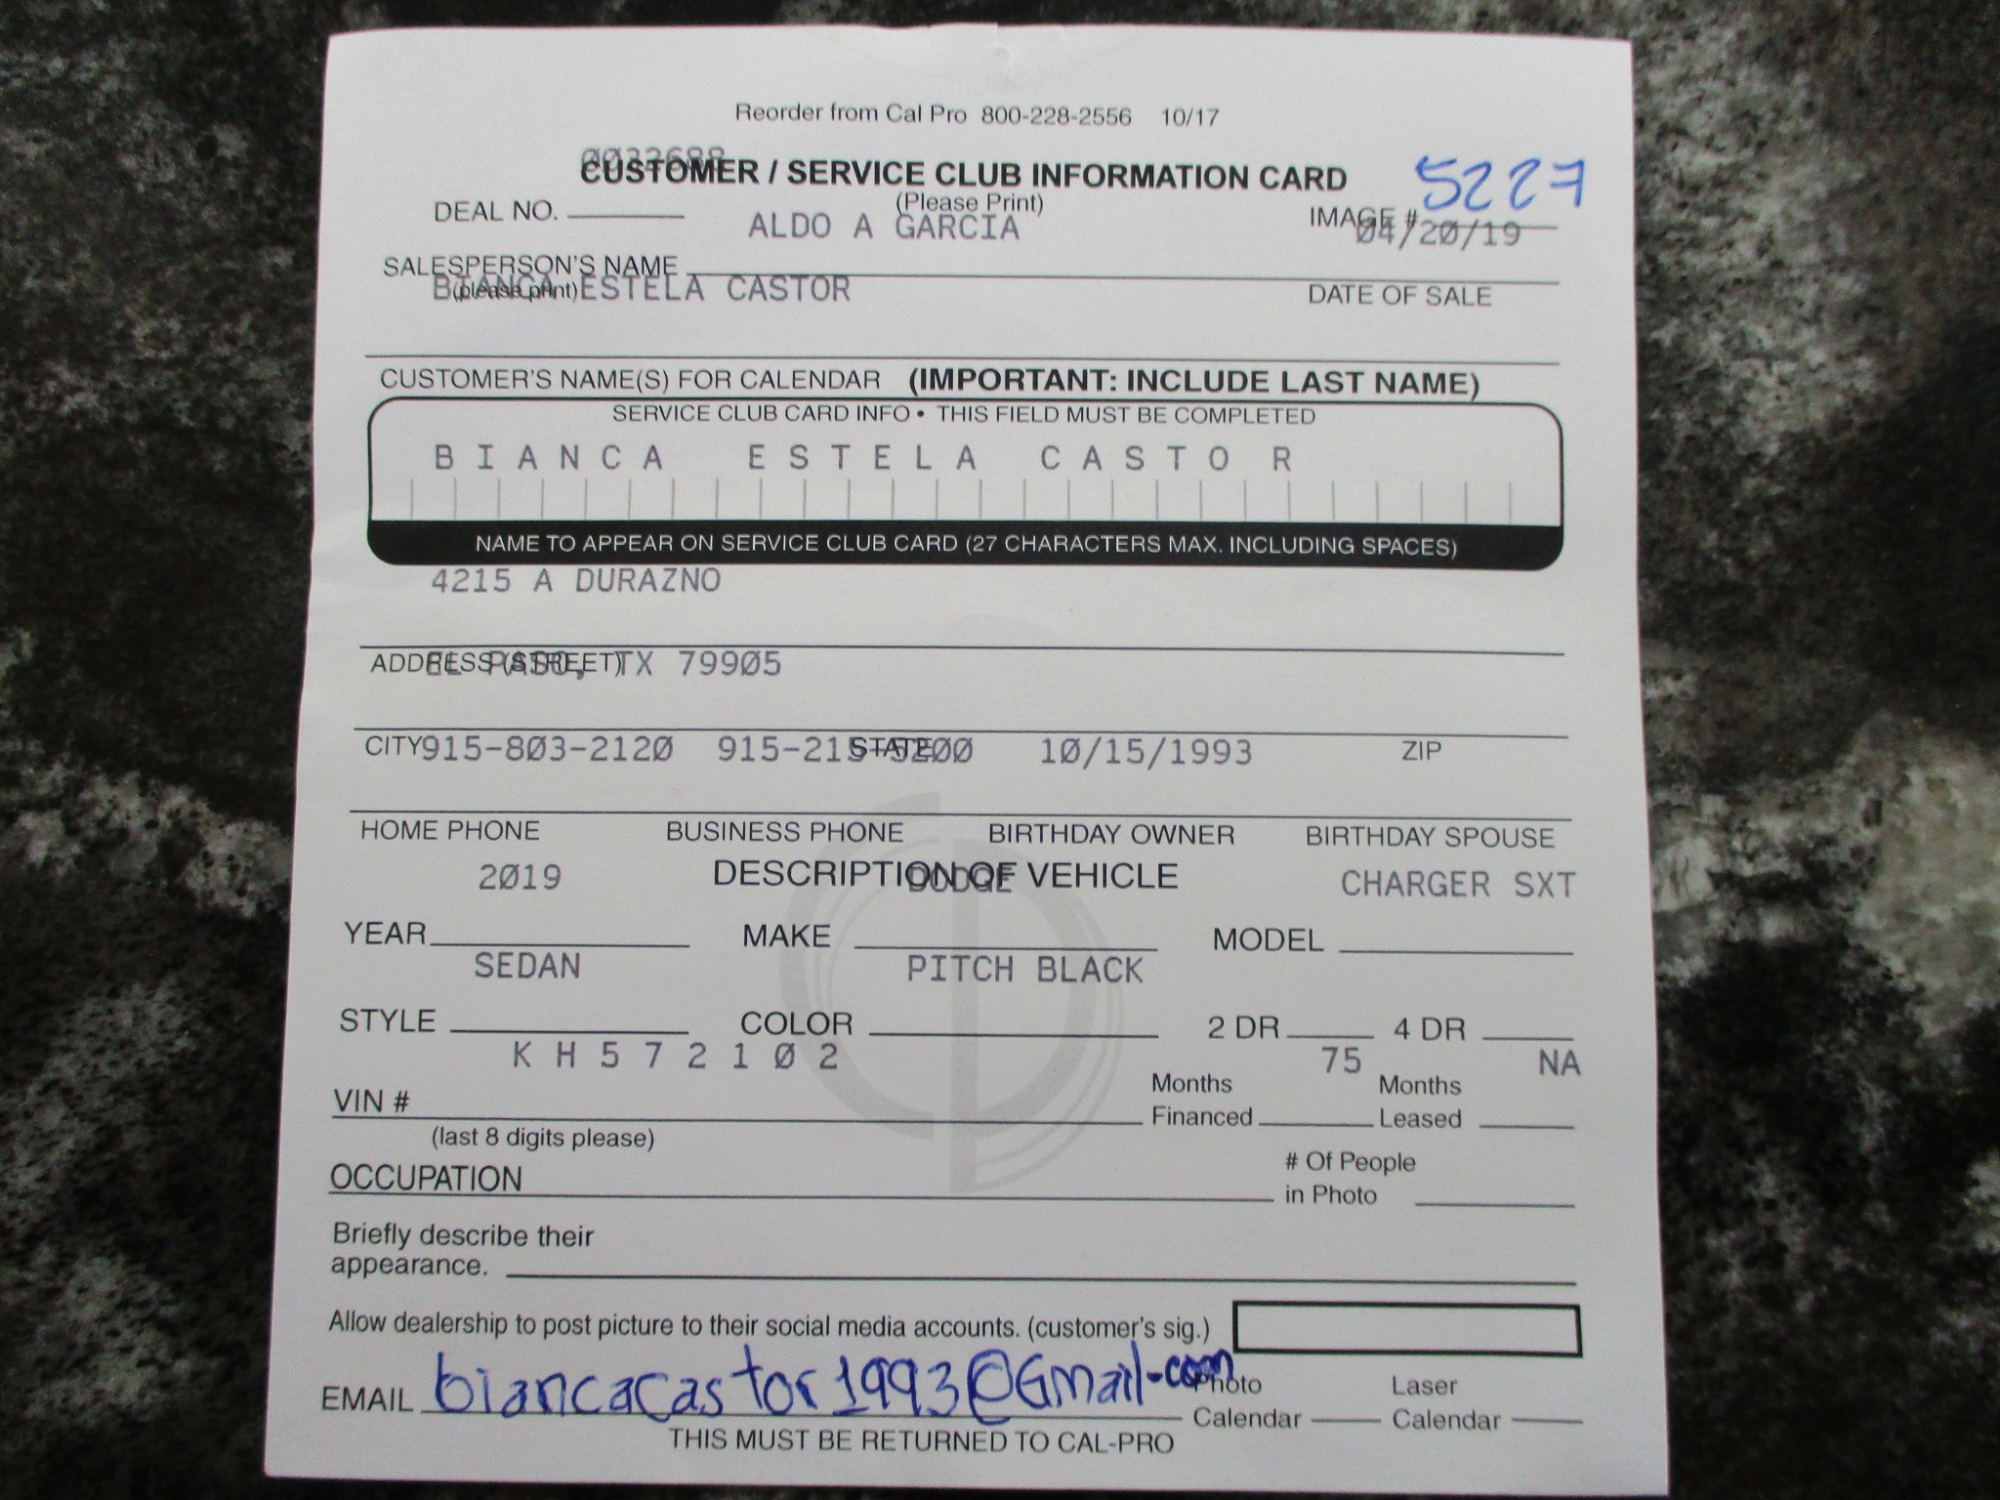 Reorder from Cal Pro 800-228-2556 10/17
0032688
CUSTOMER / SERVICE CLUB INFORMATION CARD
5227
(Please Print)
DEAL NO.
ALDO A GARCIA
IMAGE #
04/20/19
SALESPERSON'S NAME
(please print)
BIANCA ESTELA CASTOR
DATE OF SALE
CUSTOMER'S NAME(S) FOR CALENDAR (IMPORTANT: INCLUDE LAST NAME)
SERVICE CLUB CARD INFO • THIS FIELD MUST BE COMPLETED
BIANCA ESTELA CASTOR
NAME TO APPEAR ON SERVICE CLUB CARD (27 CHARACTERS MAX. INCLUDING SPACES)
4215 A DURAZNO
ADDRESS (STREET)
EL PASO, TX 79905
CITY STATE ZIP
915-803-2120 10/15/1993
HOME PHONE BUSINESS PHONE BIRTHDAY OWNER BIRTHDAY SPOUSE
DESCRIPTION OF VEHICLE
2019 DODGE CHARGER SXT
YEAR MAKE MODEL
SEDAN PITCH BLACK
STYLE COLOR 2 DR 4 DR
KH572102 75 NA
VIN # Months Financed Months Leased
(last 8 digits please)
OCCUPATION # Of People in Photo
Briefly describe their
appearance.
Allow dealership to post picture to their social media accounts. (customer's sig.)
EMAIL biancacastor1993@Gmail.com Photo Calendar Laser Calendar
THIS MUST BE RETURNED TO CAL-PRO